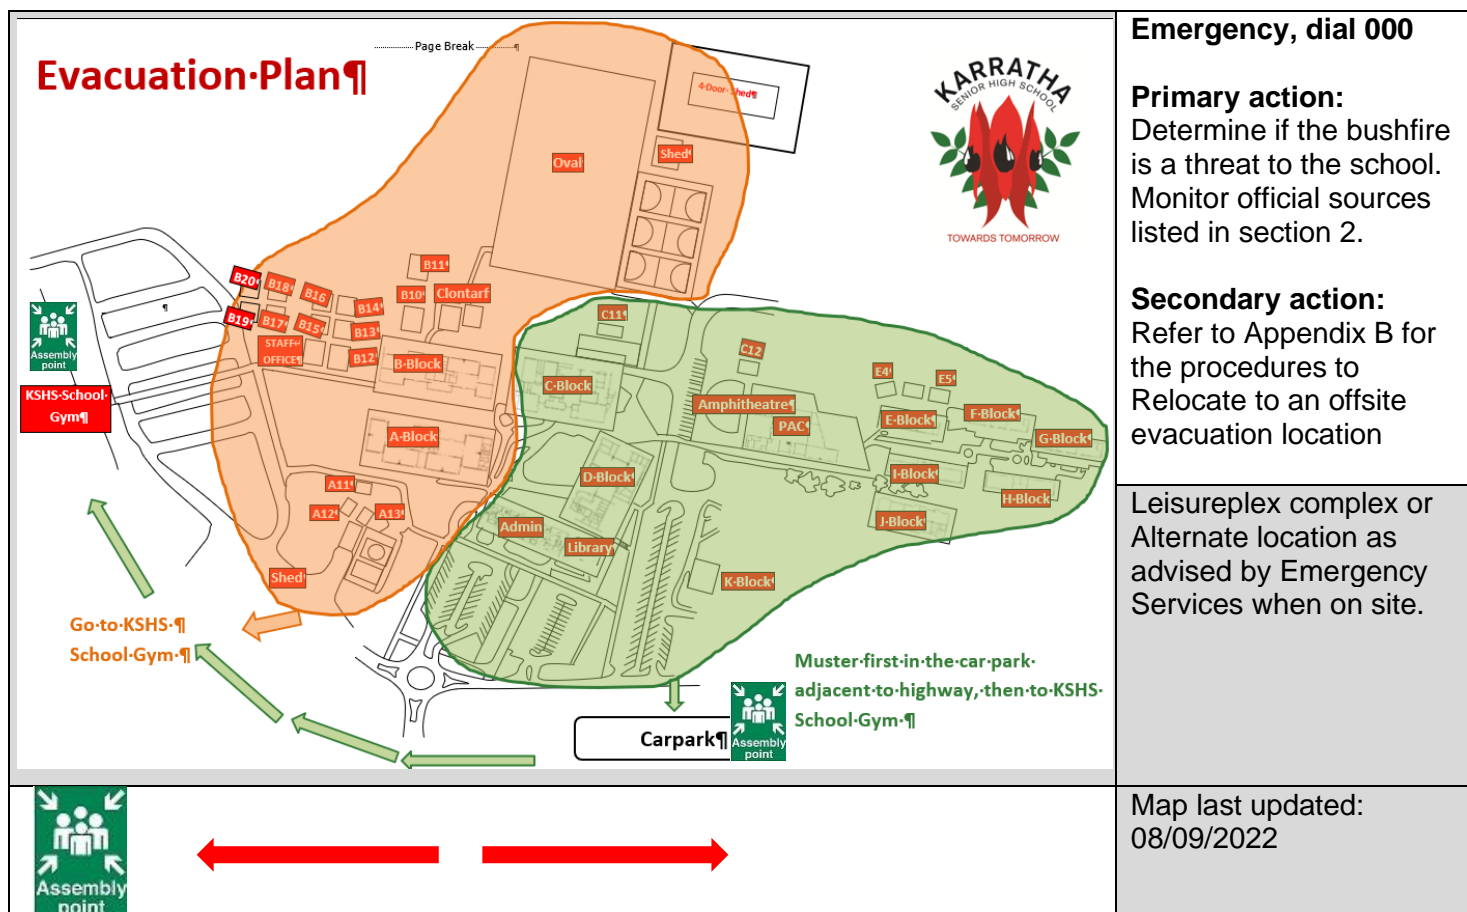 Page Break ¶
Evacuation·Plan¶
KARRATHA
SENIOR HIGH SCHOOL
TOWARDS TOMORROW
4·Door·Shed¶
Oval
Shed¶
B11¶
B20¶
B18¶
B16
B10¶
Clontarf
B14¶
B19¶
B17¶
B15¶
B13¶
STAFF↵
OFFICE¶
B12¶
B·Block
A·Block
¶
Assembly
point
KSHS·School·
Gym¶
A11¶
A12¶
A13¶
Shed¶
C11¶
C12
C·Block
E4¶
E5¶
Amphitheatre¶
PAC¶
E·Block¶
F·Block¶
G·Block¶
D·Block¶
I·Block¶
H·Block
J·Block¶
Admin
Library
K·Block¶
Go·to·KSHS·¶
School·Gym·¶
Muster·first·in·the·car·park·
adjacent·to·highway,·then·to·KSHS·
School·Gym·¶
Carpark¶
Assembly
point
Emergency, dial 000
Primary action:
Determine if the bushfire
is a threat to the school.
Monitor official sources
listed in section 2.
Secondary action:
Refer to Appendix B for
the procedures to
Relocate to an offsite
evacuation location
Leisureplex complex or
Alternate location as
advised by Emergency
Services when on site.
Assembly
point
Map last updated:
08/09/2022